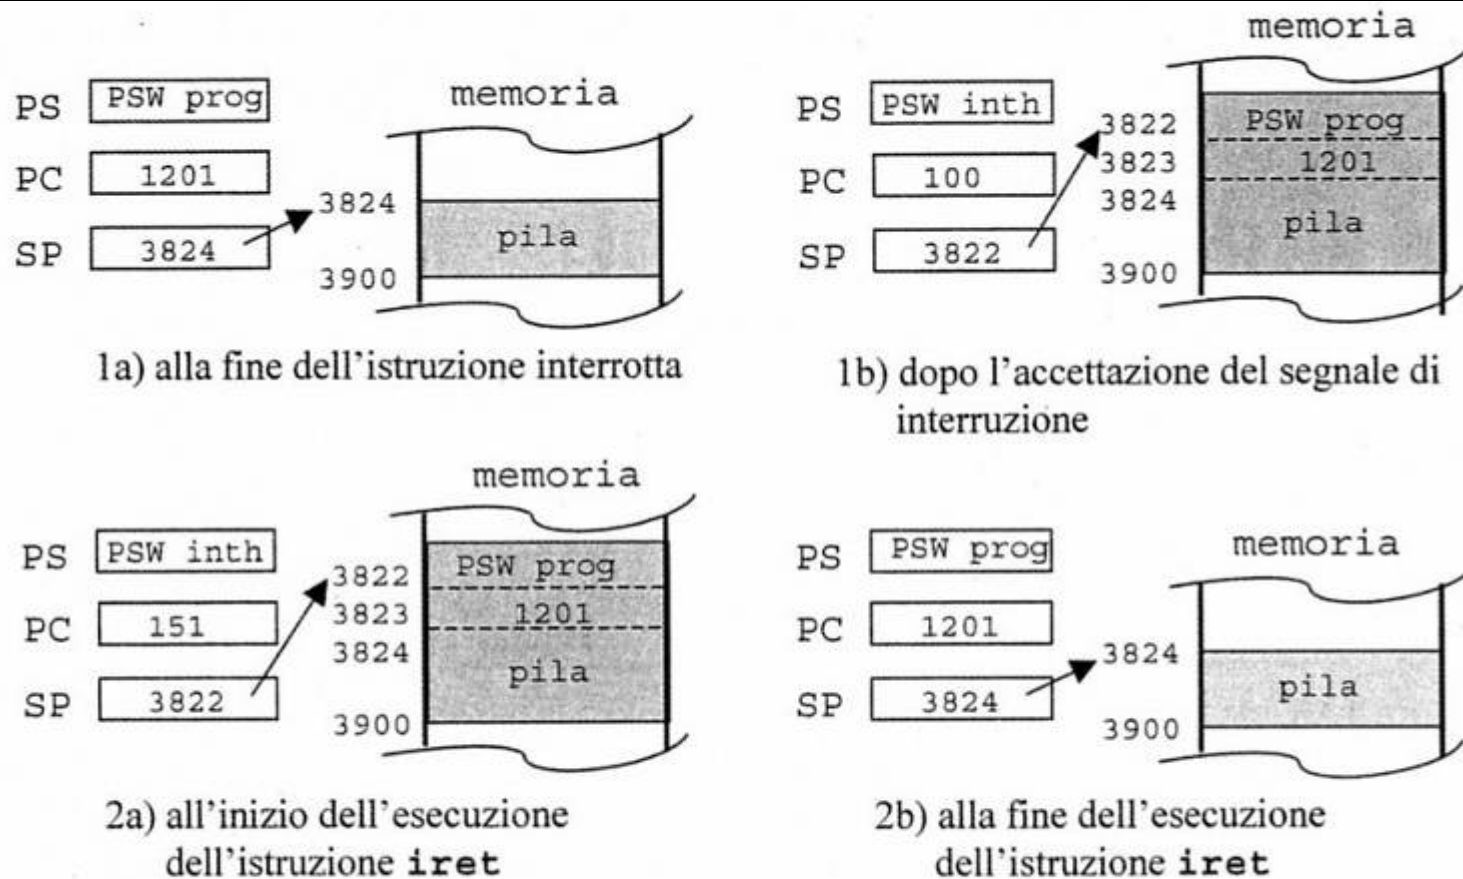 memoria
PS PSW prog
PC 1201
SP 3824
3824
pila
3900
1a) alla fine dell'istruzione interrotta
memoria
PS PSW inth
PC 100
SP 3822
3822 PSW prog
3823 1201
3824
pila
3900
1b) dopo l'accettazione del segnale di
interruzione
memoria
PS PSW inth
PC 151
SP 3822
3822 PSW prog
3823 1201
3824
pila
3900
2a) all'inizio dell'esecuzione
dell'istruzione iret
memoria
PS PSW prog
PC 1201
SP 3824
3824
pila
3900
2b) alla fine dell'esecuzione
dell'istruzione iret